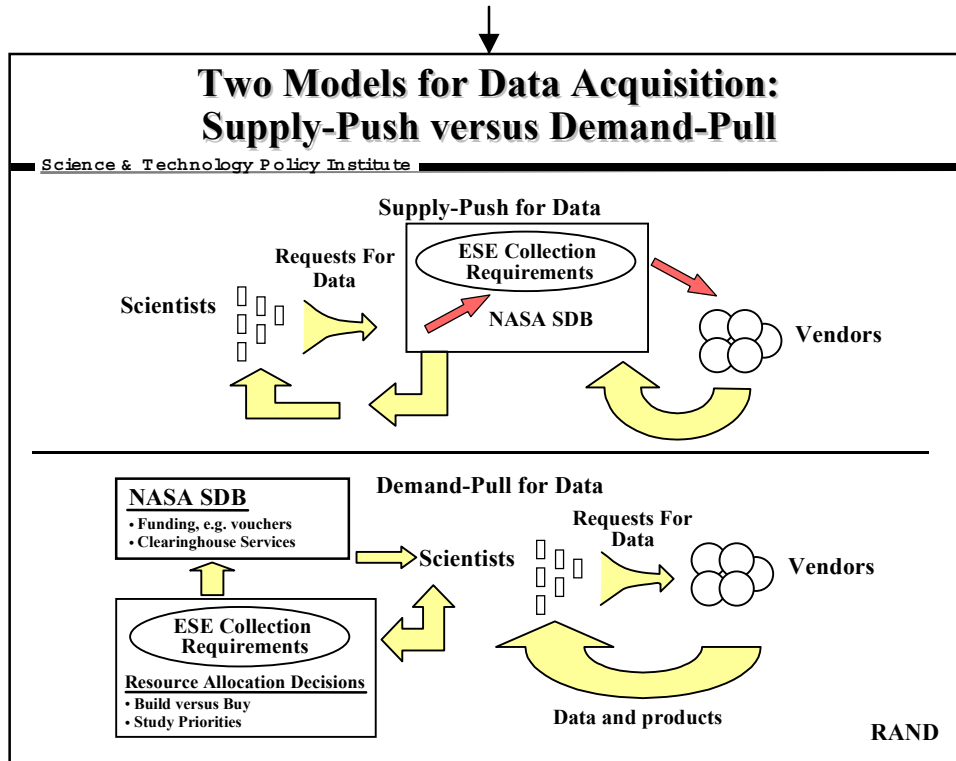 Two Models for Data Acquisition:
Supply-Push versus Demand-Pull
Science & Technology Policy Institute
Supply-Push for Data
ESE Collection
Requirements
Requests For
Data
Scientists
NASA SDB
Vendors
Demand-Pull for Data
NASA SDB
• Funding, e.g. vouchers
• Clearinghouse Services
Requests For
Data
Scientists
Vendors
ESE Collection
Requirements
Resource Allocation Decisions
• Build versus Buy
• Study Priorities
Data and products
RAND